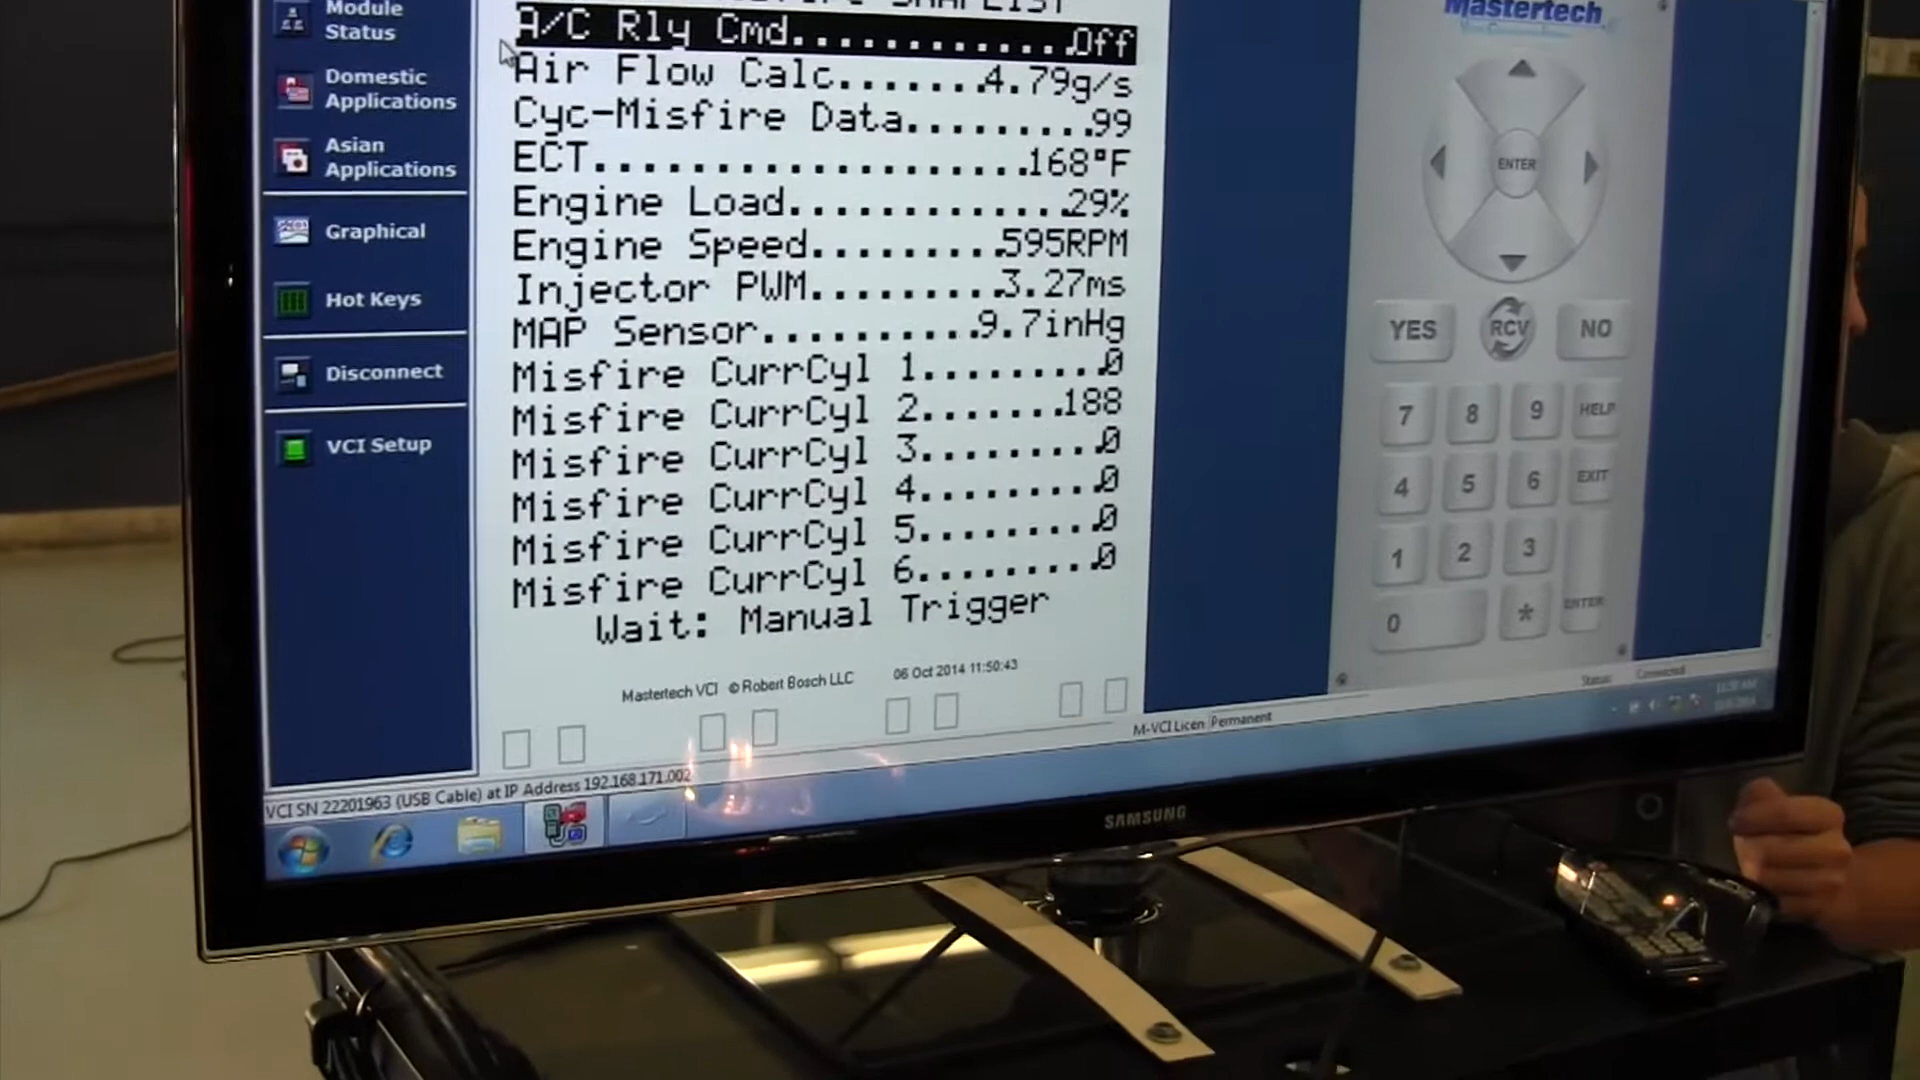 Module
Status
Domestic
Applications
Asian
Applications
Graphical
Hot Keys
Disconnect
VCI Setup
A/C Rly Cmd.............Off
Air Flow Calc.......4.79g/s
Cyc-Misfire Data.........99
ECT.....................168°F
Engine Load.............29%
Engine Speed.........595RPM
Injector PWM.........3.27ms
MAP Sensor..........9.7inHg
Misfire CurrCyl 1.........0
Misfire CurrCyl 2.......188
Misfire CurrCyl 3.........0
Misfire CurrCyl 4.........0
Misfire CurrCyl 5.........0
Misfire CurrCyl 6.........0
Wait: Manual Trigger
Mastertech VCI © Robert Bosch LLC 06 Oct 2014 11:50:43
Mastertech
ENTER
YES RCV NO
7 8 9 HELP
4 5 6 EXIT
1 2 3
0 * ENTER
Status: Connected
M-VCI Licen Permanent
VCI SN 22201963 (USB Cable) at IP Address 192.168.171.002
SAMSUNG